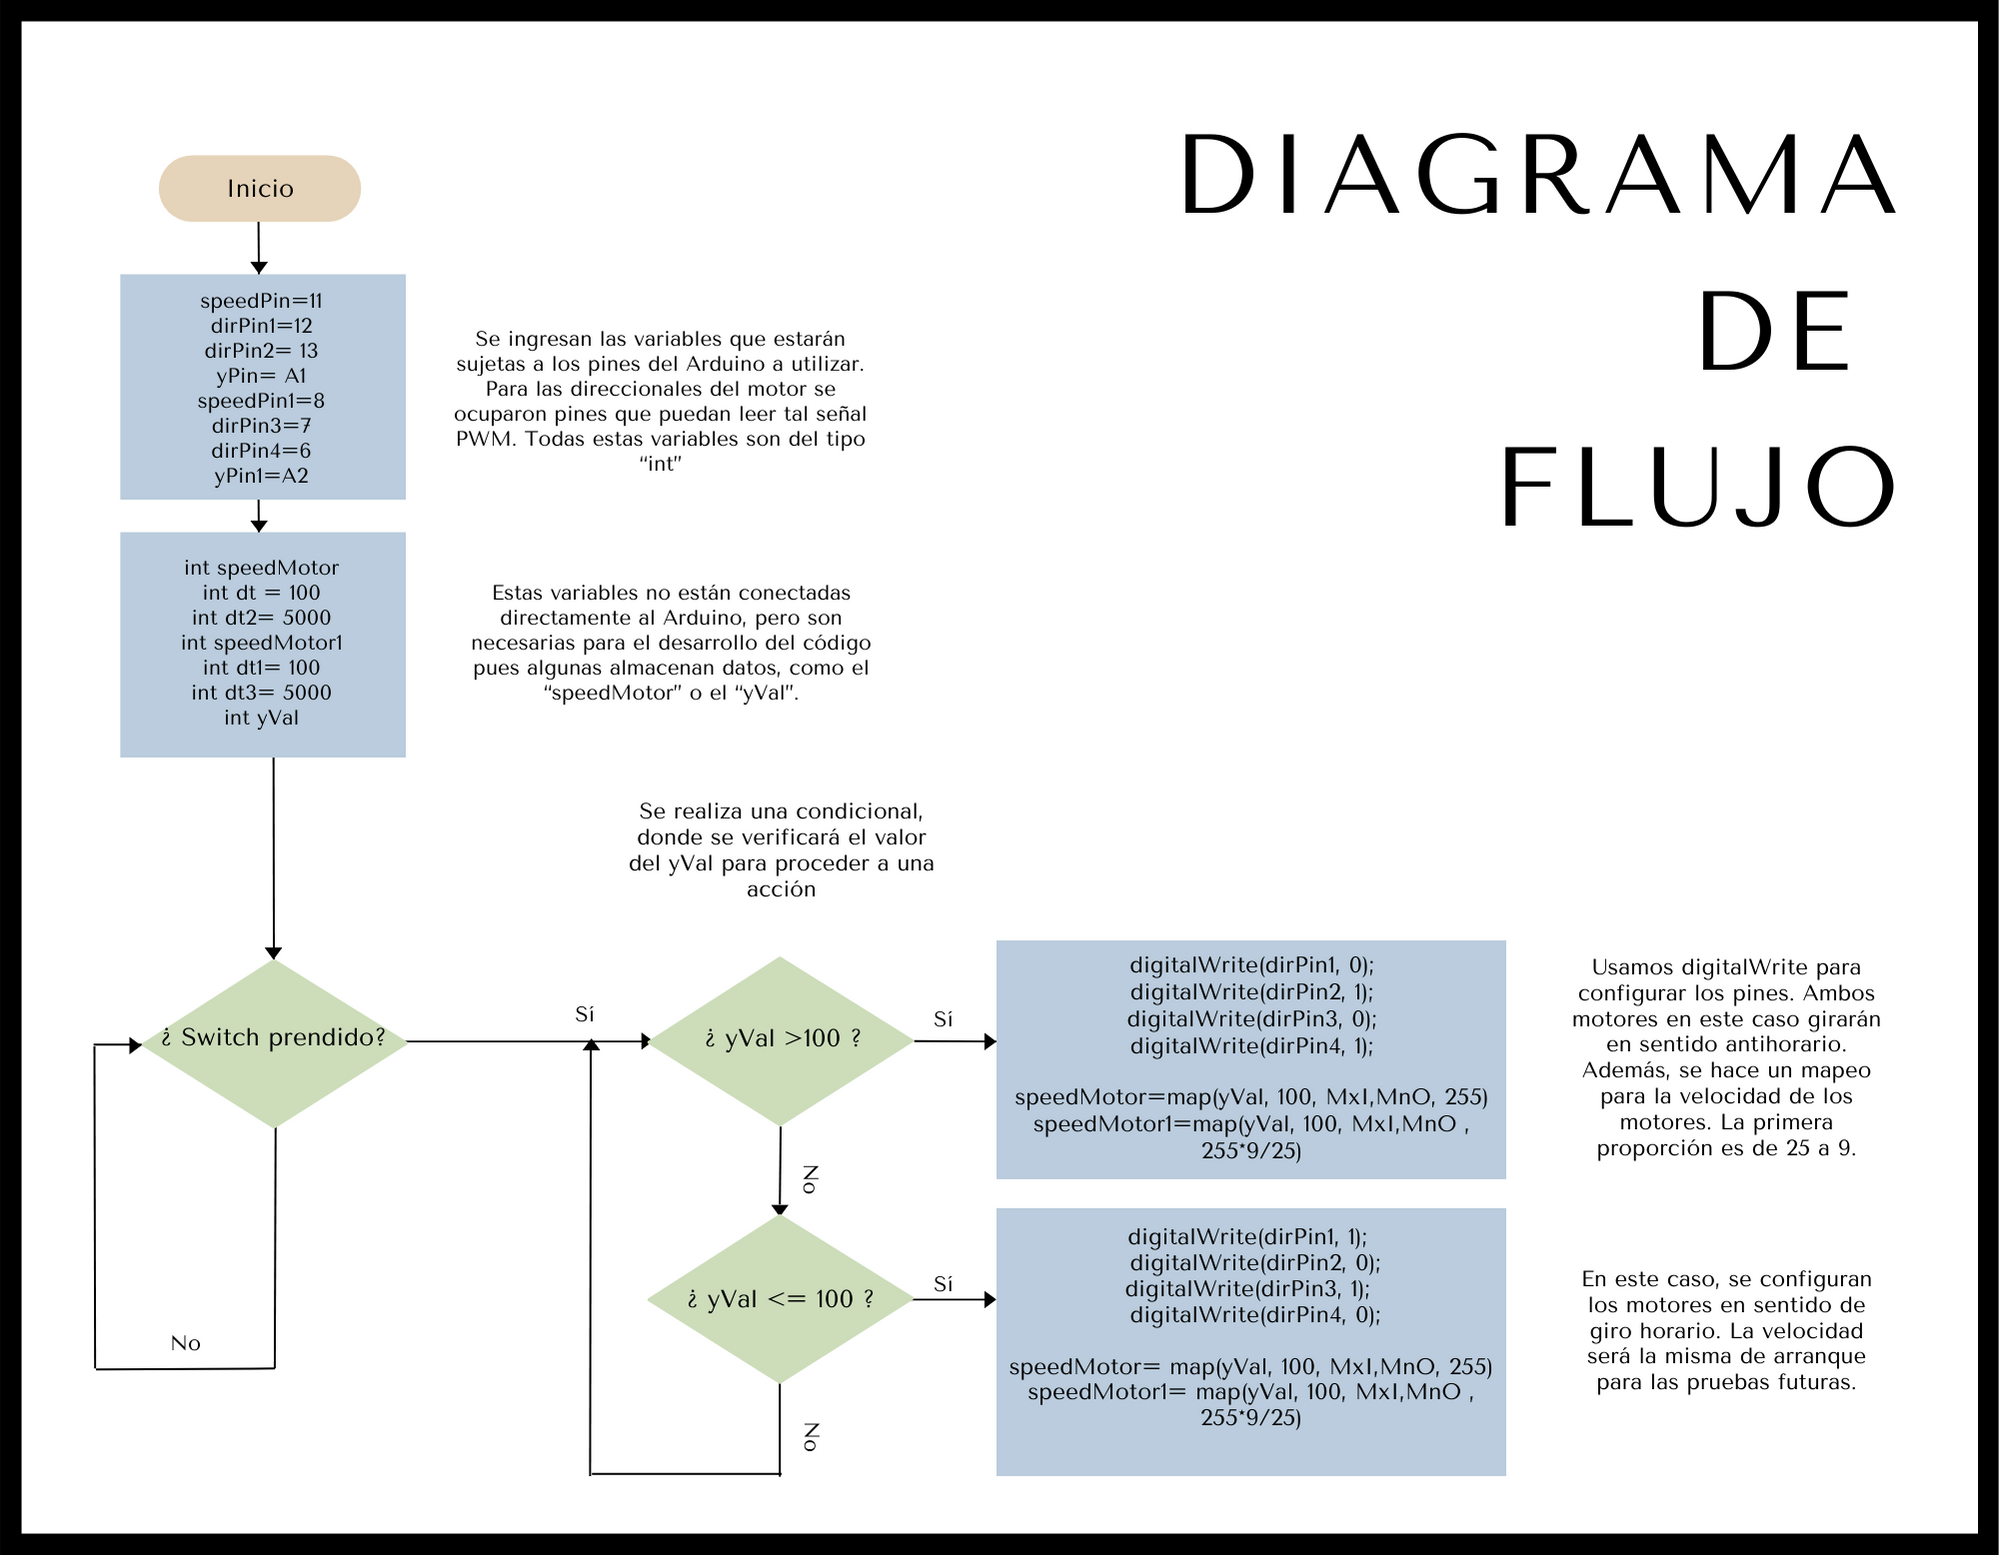 DIAGRAMA
DE
FLUJO
Inicio
speedPin=11
dirPin1=12
dirPin2= 13
yPin= A1
speedPin1=8
dirPin3=7
dirPin4=6
yPin1=A2
Se ingresan las variables que estarán
sujetas a los pines del Arduino a utilizar.
Para las direccionales del motor se
ocuparon pines que puedan leer tal señal
PWM. Todas estas variables son del tipo
“int”
int speedMotor
int dt = 100
int dt2= 5000
int speedMotor1
int dt1= 100
int dt3= 5000
int yVal
Estas variables no están conectadas
directamente al Arduino, pero son
necesarias para el desarrollo del código
pues algunas almacenan datos, como el
“speedMotor” o el “yVal”.
Se realiza una condicional,
donde se verificará el valor
del yVal para proceder a una
acción
¿ Switch prendido?
No
Sí
¿ yVal >100 ?
Sí
No
digitalWrite(dirPin1, 0);
digitalWrite(dirPin2, 1);
digitalWrite(dirPin3, 0);
digitalWrite(dirPin4, 1);
speedMotor=map(yVal, 100, MxI,MnO, 255)
speedMotor1=map(yVal, 100, MxI,MnO ,
255*9/25)
Usamos digitalWrite para
configurar los pines. Ambos
motores en este caso girarán
en sentido antihorario.
Además, se hace un mapeo
para la velocidad de los
motores. La primera
proporción es de 25 a 9.
¿ yVal <= 100 ?
Sí
No
digitalWrite(dirPin1, 1);
digitalWrite(dirPin2, 0);
digitalWrite(dirPin3, 1);
digitalWrite(dirPin4, 0);
speedMotor= map(yVal, 100, MxI,MnO, 255)
speedMotor1= map(yVal, 100, MxI,MnO ,
255*9/25)
En este caso, se configuran
los motores en sentido de
giro horario. La velocidad
será la misma de arranque
para las pruebas futuras.